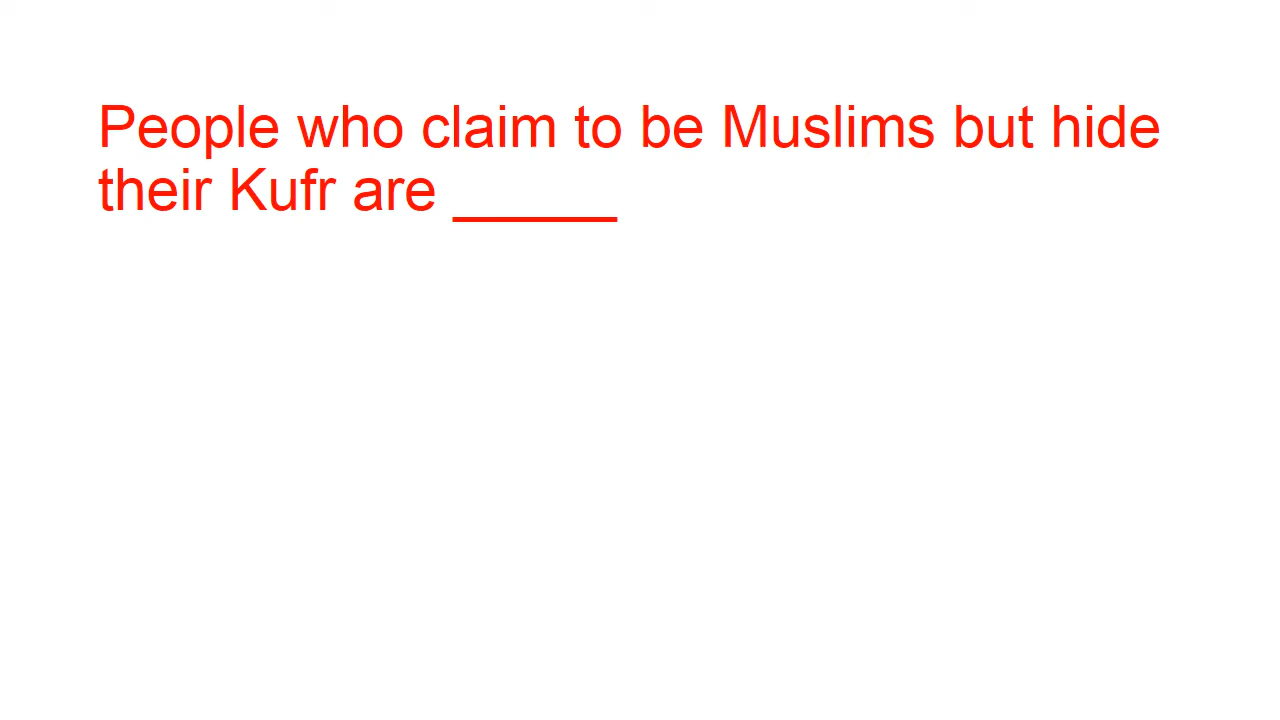 People who claim to be Muslims but hide
their Kufr are _____